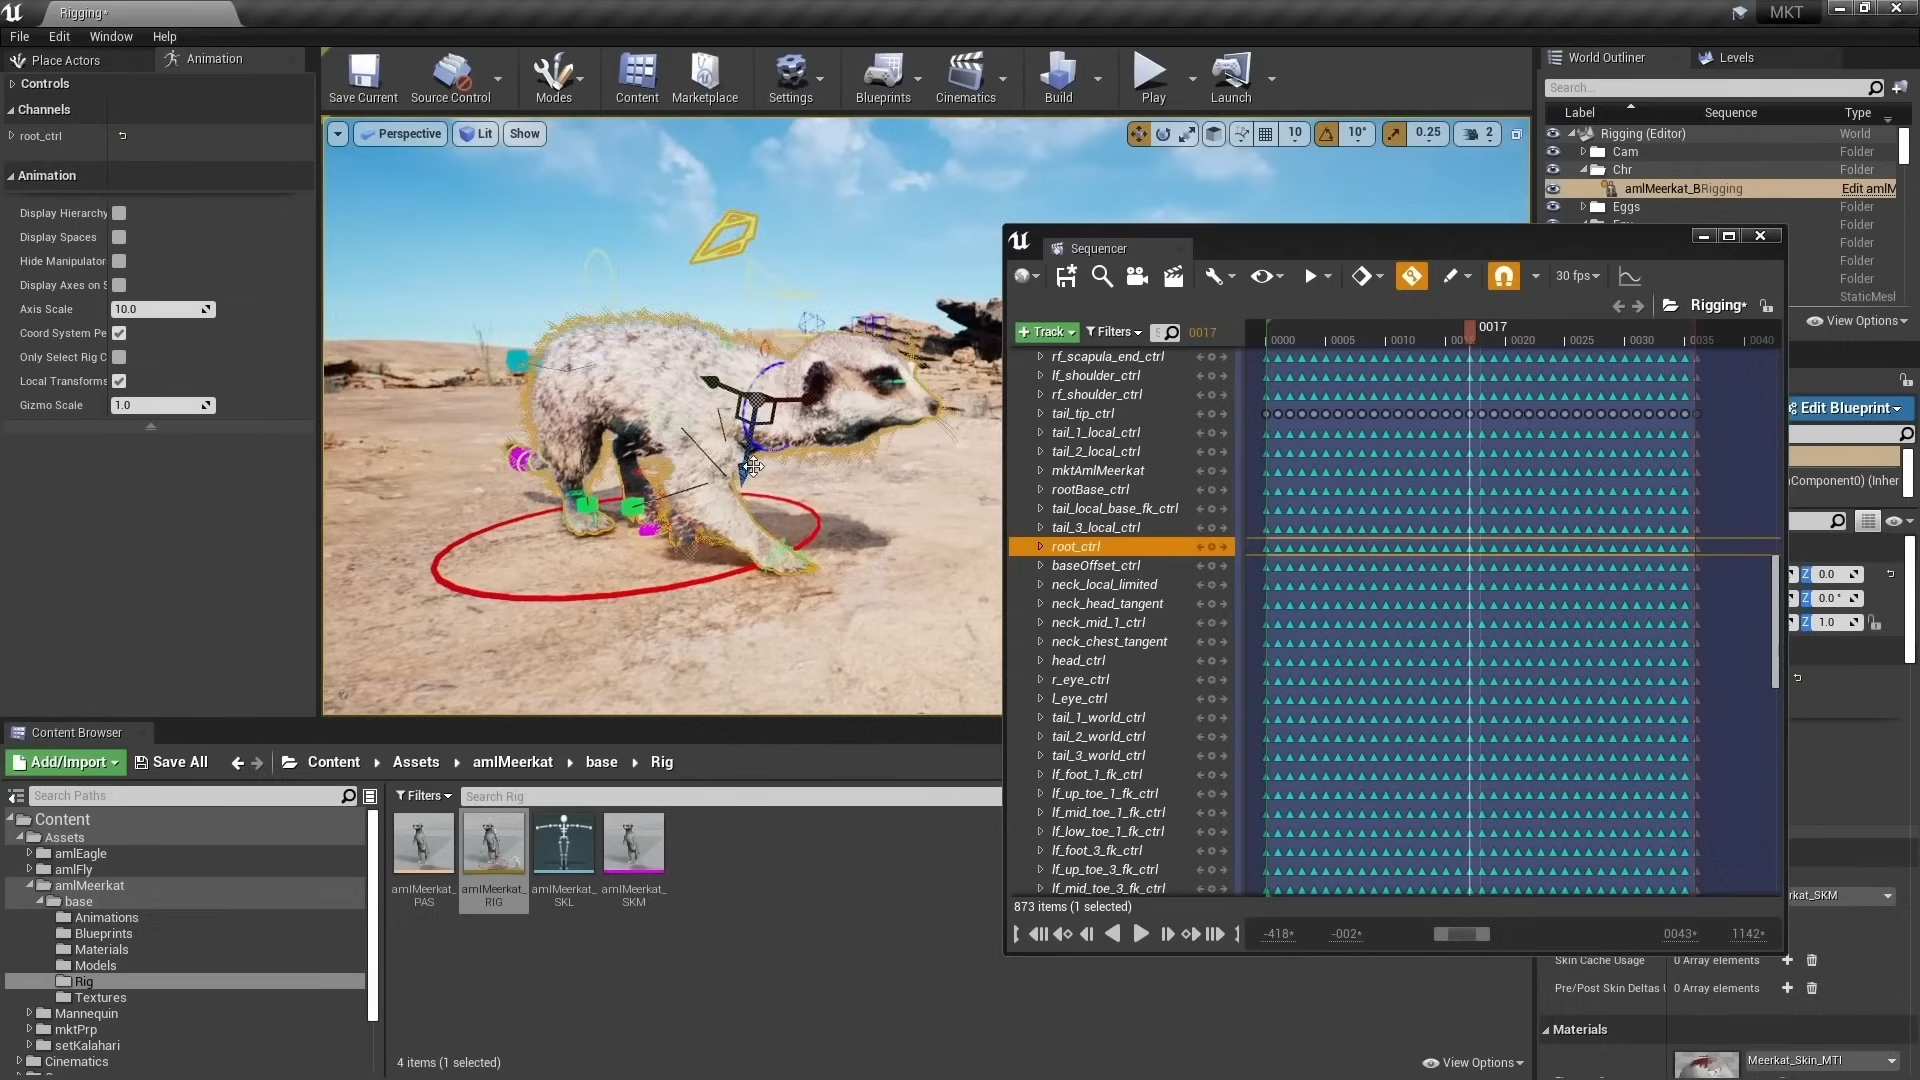 Rigging*
MKT
File Edit Window Help
Place Actors
Animation
Controls
Channels
root_ctrl
Animation
Display Hierarchy
Display Spaces
Hide Manipulator
Display Axes on S
Axis Scale 10.0
Coord System Pe
Only Select Rig C
Local Transforms
Gizmo Scale 1.0
Save Current Source Control Modes Content Marketplace Settings Blueprints Cinematics Build Play Launch
Perspective Lit Show
10 10° 0.25 2
World Outliner Levels
Search...
Label Sequence Type
Rigging (Editor) World
Cam Folder
Chr Folder
amlMeerkat_BRigging Edit amlM
Eggs Folder
Folder
Folder
Folder
Folder
StaticMesl
View Options
Edit Blueprint
nComponent0) (Inher
Z 0.0
Z 0.0 °
Z 1.0
rkat_SKM
Skin Cache Usage 0 Array elements
Pre/Post Skin Deltas U 0 Array elements
Materials
Meerkat_Skin_MTI
Sequencer
30 fps
Rigging*
Track Filters 0017
0017
0000 0005 0010 0020 0025 0030 0035 0040
rf_scapula_end_ctrl
lf_shoulder_ctrl
rf_shoulder_ctrl
tail_tip_ctrl
tail_1_local_ctrl
tail_2_local_ctrl
mktAmlMeerkat
rootBase_ctrl
tail_local_base_fk_ctrl
tail_3_local_ctrl
root_ctrl
baseOffset_ctrl
neck_local_limited
neck_head_tangent
neck_mid_1_ctrl
neck_chest_tangent
head_ctrl
r_eye_ctrl
l_eye_ctrl
tail_1_world_ctrl
tail_2_world_ctrl
tail_3_world_ctrl
lf_foot_1_fk_ctrl
lf_up_toe_1_fk_ctrl
lf_mid_toe_1_fk_ctrl
lf_low_toe_1_fk_ctrl
lf_foot_3_fk_ctrl
lf_up_toe_3_fk_ctrl
lf_mid_toe_3_fk_ctrl
873 items (1 selected)
-418* -002* 0043* 1142*
Content Browser
Add/Import Save All Content Assets amlMeerkat base Rig
Search Paths
Filters Search Rig
Content
Assets
amlEagle
amlFly
amlMeerkat
base
Animations
Blueprints
Materials
Models
Rig
Textures
Mannequin
mktPrp
setKalahari
Cinematics
amlMeerkat_
PAS
amlMeerkat_
RIG
amlMeerkat_
SKL
amlMeerkat_
SKM
4 items (1 selected)
View Options